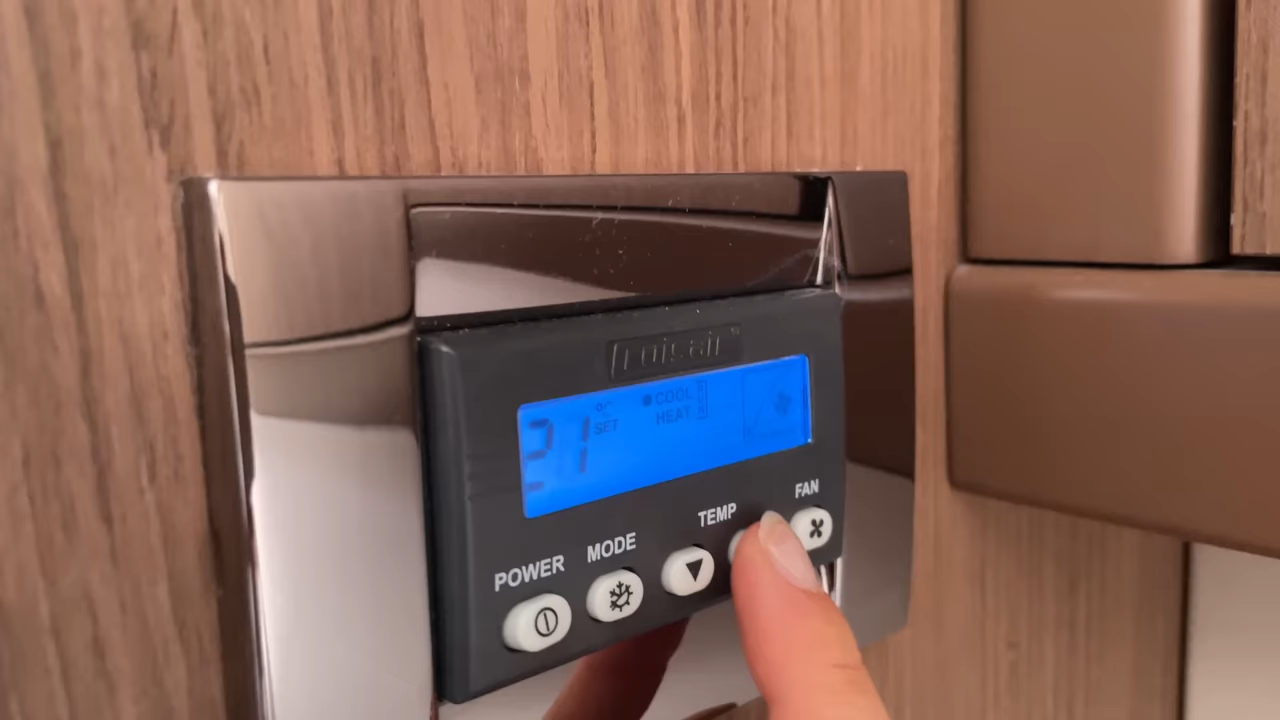 21 SET
COOL
HEAT
FAN
TEMP
MODE
POWER